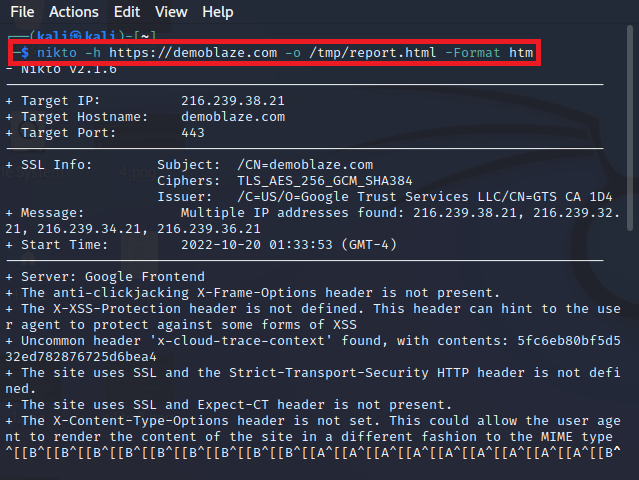 File Actions Edit View Help
(kali㉿kali)-[~]
$ nikto -h https://demoblaze.com -o /tmp/report.html -Format htm
- Nikto v2.1.6
+ Target IP: 216.239.38.21
+ Target Hostname: demoblaze.com
+ Target Port: 443
+ SSL Info: Subject: /CN=demoblaze.com
Ciphers: TLS_AES_256_GCM_SHA384
Issuer: /C=US/O=Google Trust Services LLC/CN=GTS CA 1D4
+ Message: Multiple IP addresses found: 216.239.38.21, 216.239.32.
21, 216.239.34.21, 216.239.36.21
+ Start Time: 2022-10-20 01:33:53 (GMT-4)
+ Server: Google Frontend
+ The anti-clickjacking X-Frame-Options header is not present.
+ The X-XSS-Protection header is not defined. This header can hint to the use
r agent to protect against some forms of XSS
+ Uncommon header 'x-cloud-trace-context' found, with contents: 5fc6eb80bf5d5
32ed782876725d6bea4
+ The site uses SSL and the Strict-Transport-Security HTTP header is not defi
ned.
+ The site uses SSL and Expect-CT header is not present.
+ The X-Content-Type-Options header is not set. This could allow the user age
nt to render the content of the site in a different fashion to the MIME type
^[[B^[[B^[[B^[[B^[[B^[[B^[[B^[[B^[[A^[[A^[[A^[[A^[[A^[[A^[[A^[[A^[[A^[[B^